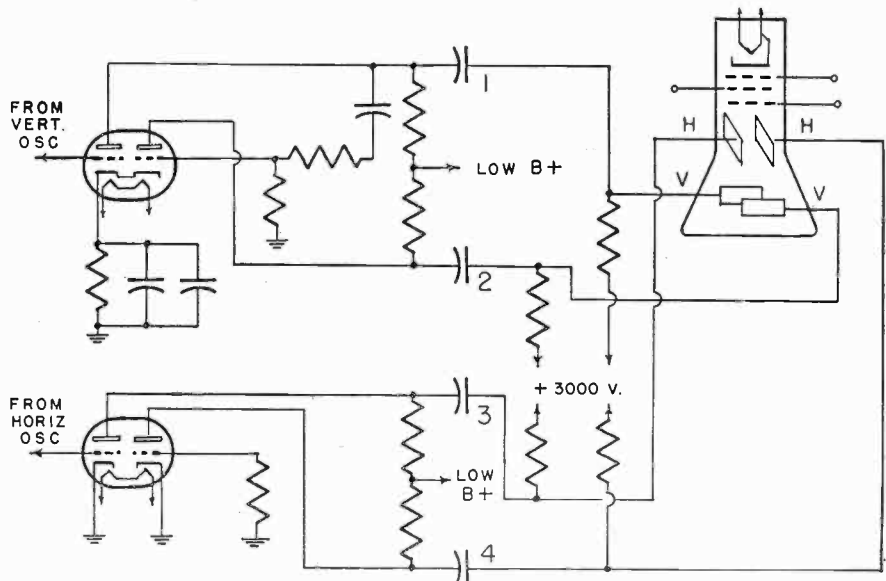 FROM
VERT.
OSC
1
LOW B+
2
H
H
V
V
+ 3000 V.
FROM
HORIZ
OSC
3
LOW
B+
4